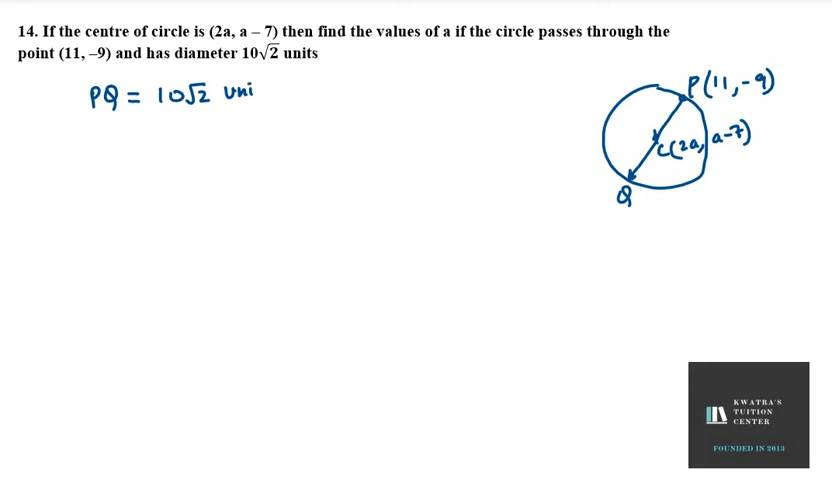 14. If the centre of circle is (2a, a – 7) then find the values of a if the circle passes through the
point (11, –9) and has diameter 10√2 units
PQ = 10√2 uni
P(11,-9)
C(2a, a-7)
Q
KWATRA'S
TUITION
CENTER
FOUNDED IN 2013